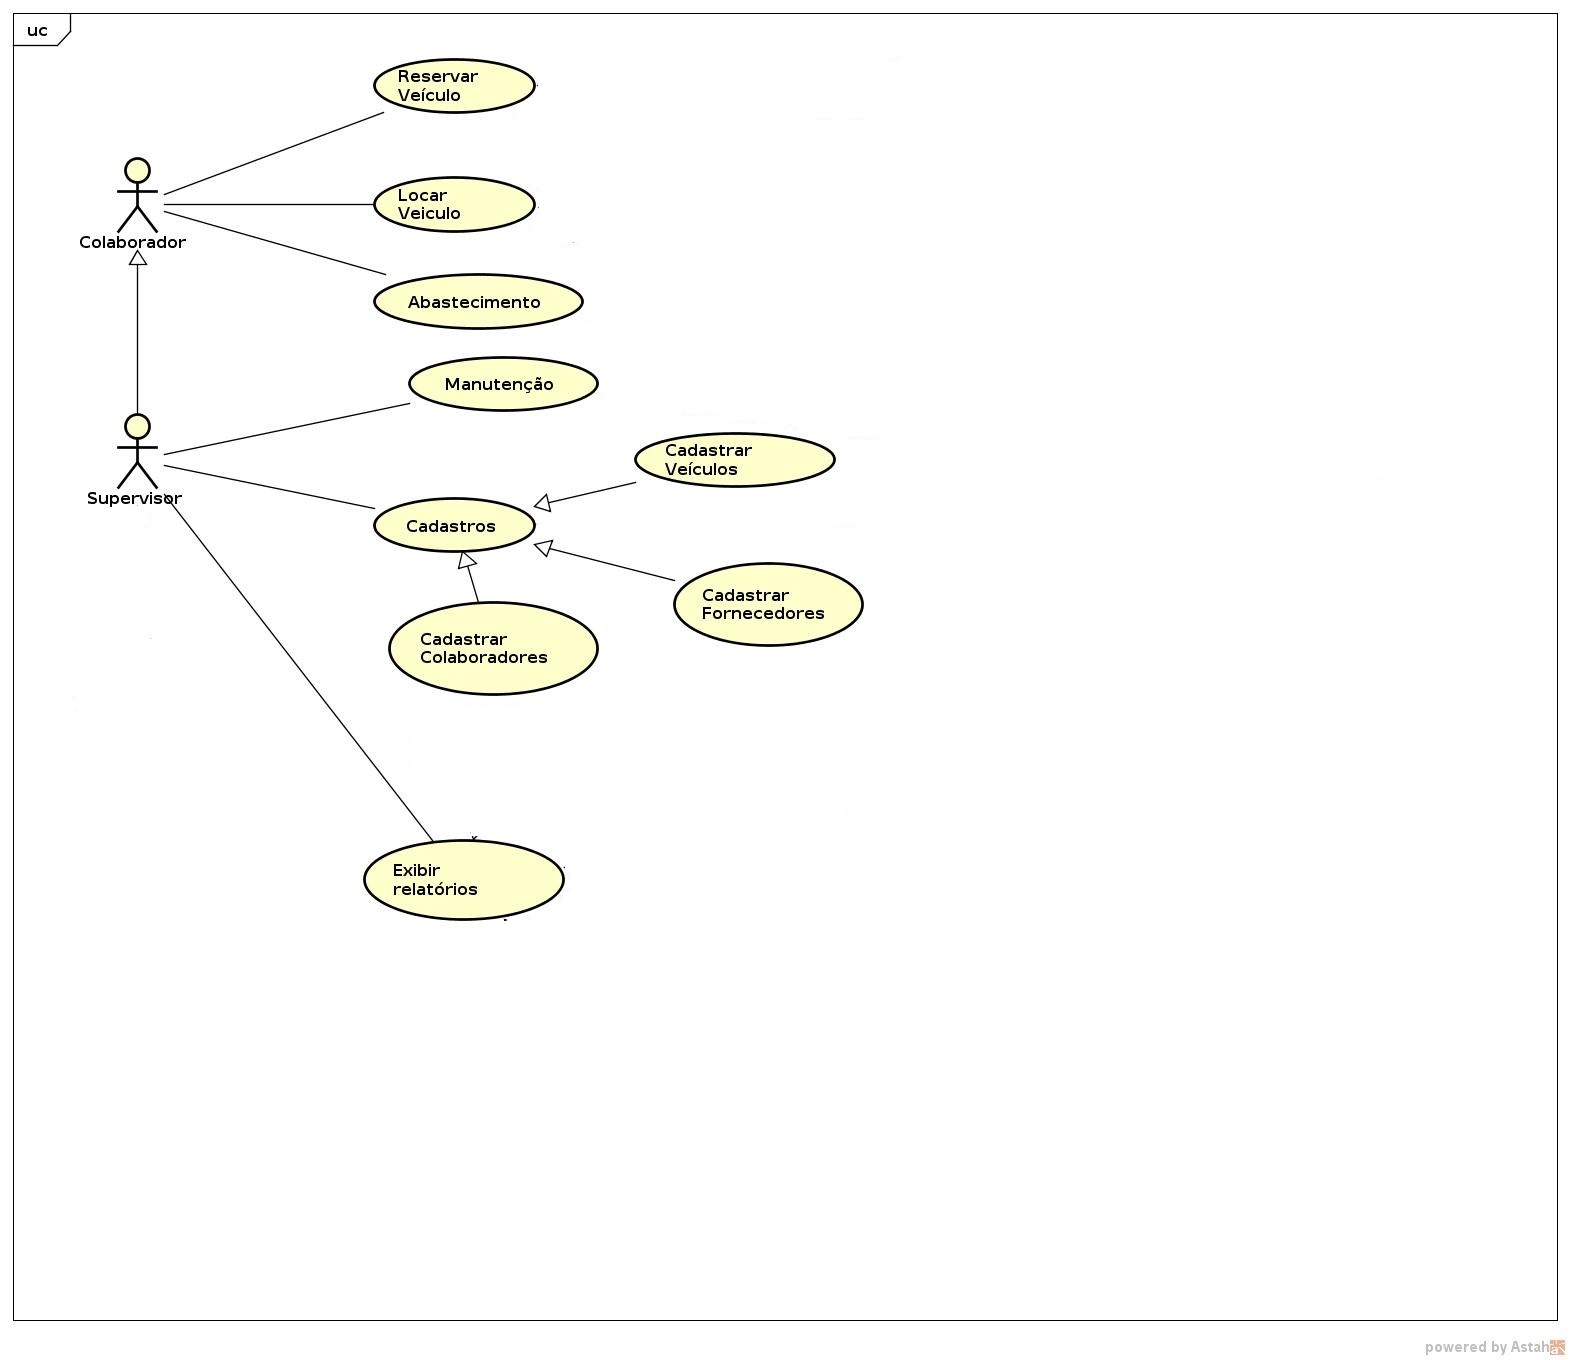 uc
Reservar
Veículo
Locar
Veiculo
Colaborador
Abastecimento
Manutenção
Cadastrar
Veículos
Supervisor
Cadastros
Cadastrar
Fornecedores
Cadastrar
Colaboradores
Exibir
relatórios
powered by Astah